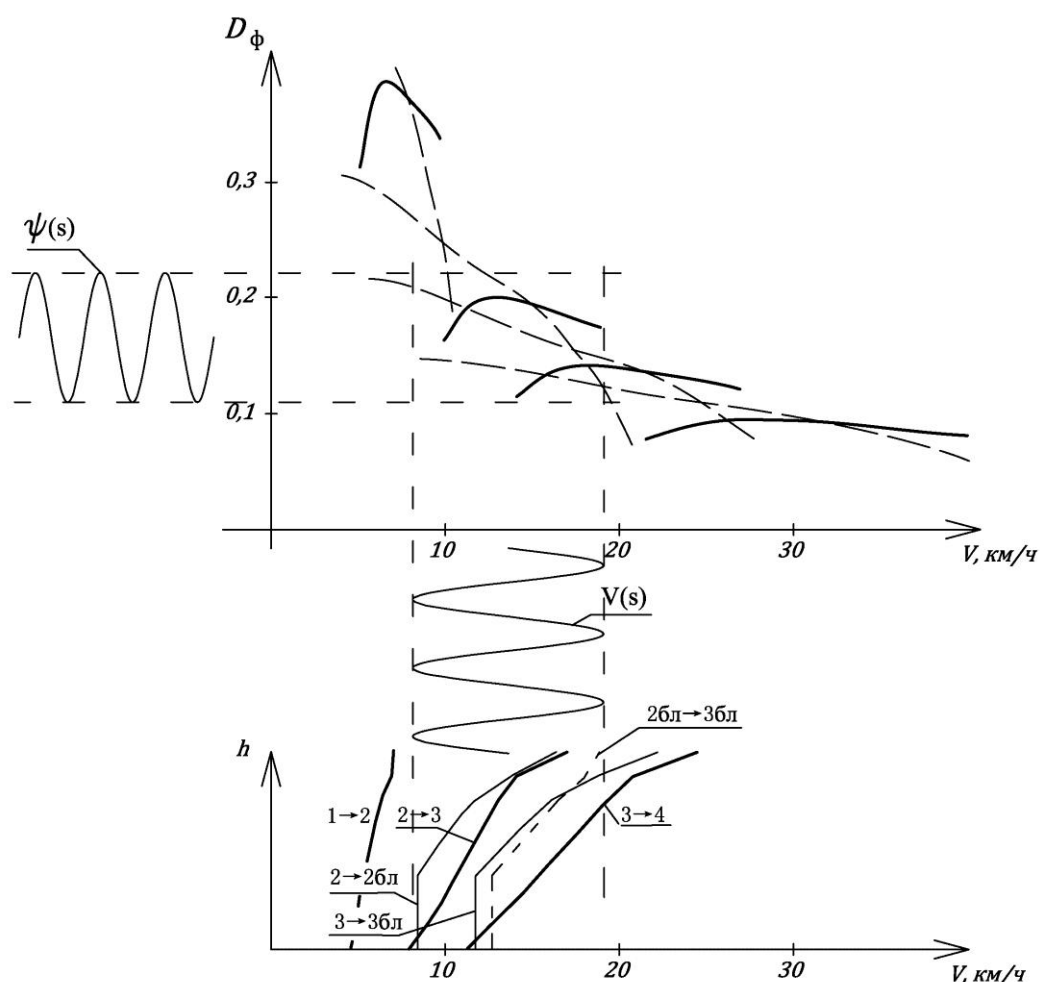 D ф
0,3
ψ(s)
0,2
0,1
10
20
30
V, км/ч
V(s)
2бл→3бл
h
1→2
2→3
3→4
2→2бл
3→3бл
10
20
30
V, км/ч